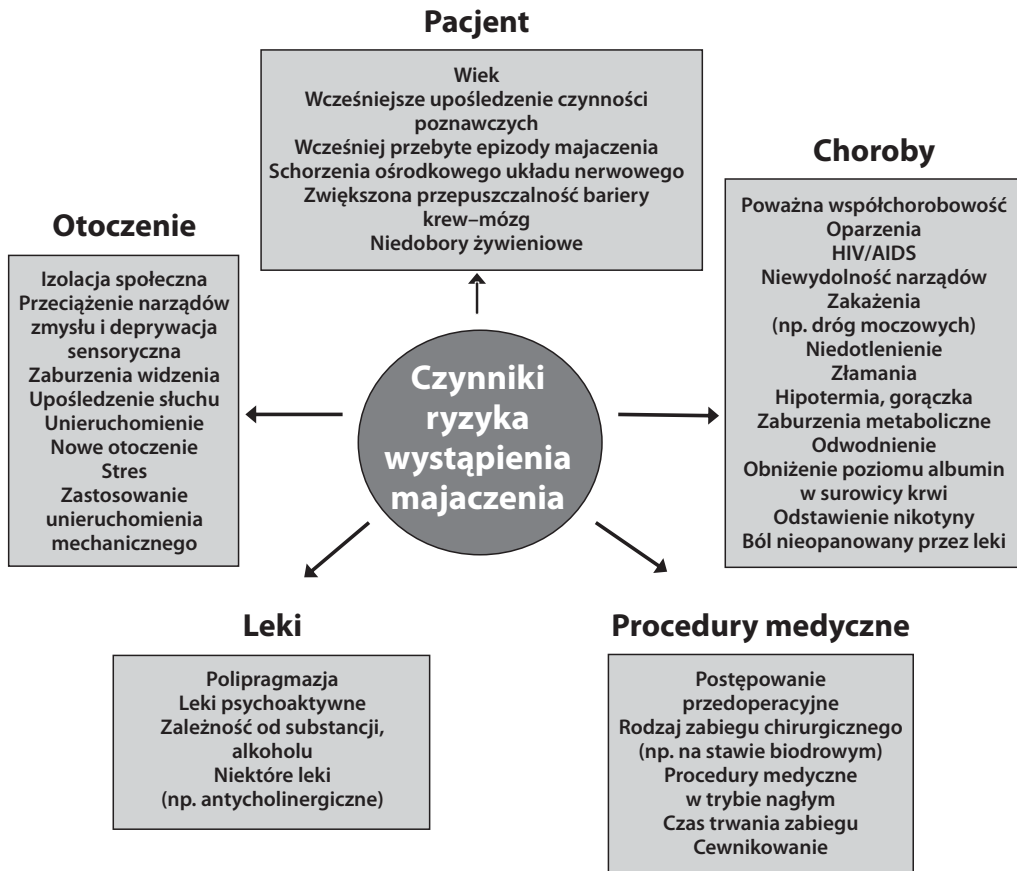 Pacjent
Wiek
Wcześniejsze upośledzenie czynności
poznawczych
Wcześniej przebyte epizody majaczenia
Schorzenia ośrodkowego układu nerwowego
Zwiększona przepuszczalność bariery
krew–mózg
Niedobory żywieniowe
Choroby
Poważna współchorobowość
Oparzenia
HIV/AIDS
Niewydolność narządów
Zakażenia
(np. dróg moczowych)
Niedotlenienie
Złamania
Hipotermia, gorączka
Zaburzenia metaboliczne
Odwodnienie
Obniżenie poziomu albumin
w surowicy krwi
Odstawienie nikotyny
Ból nieopanowany przez leki
Otoczenie
Izolacja społeczna
Przeciążenie narządów
zmysłu i deprywacja
sensoryczna
Zaburzenia widzenia
Upośledzenie słuchu
Unieruchomienie
Nowe otoczenie
Stres
Zastosowanie
unieruchomienia
mechanicznego
Czynniki
ryzyka
wystąpienia
majaczenia
Leki
Polipragmazja
Leki psychoaktywne
Zależność od substancji,
alkoholu
Niektóre leki
(np. antycholinergiczne)
Procedury medyczne
Postępowanie
przedoperacyjne
Rodzaj zabiegu chirurgicznego
(np. na stawie biodrowym)
Procedury medyczne
w trybie nagłym
Czas trwania zabiegu
Cewnikowanie